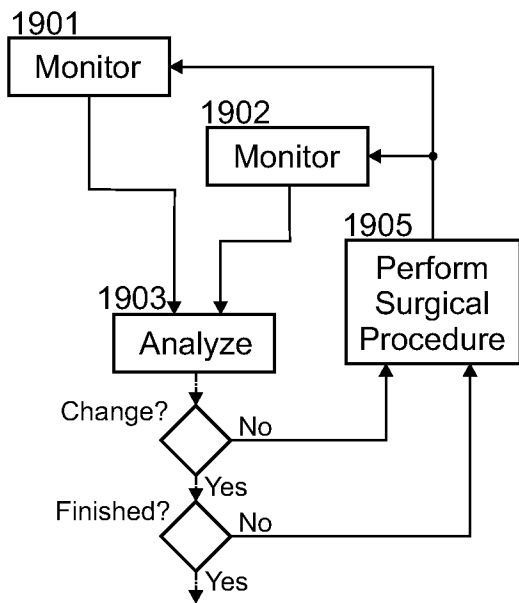 1901
Monitor
1902
Monitor
1905
Perform
Surgical
Procedure
1903
Analyze
Change?
No
Yes
Finished?
No
Yes